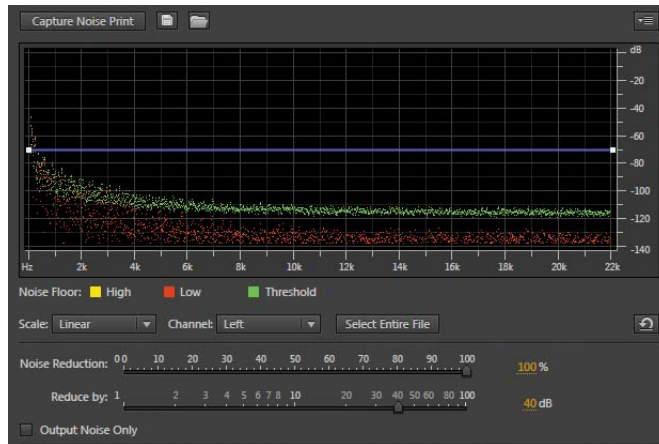 Capture Noise Print
dB
-20
-40
-60
-80
-100
-120
-140
Hz 2k 4k 6k 8k 10k 12k 14k 16k 18k 20k 22k
Noise Floor: High Low Threshold
Scale: Linear Channel: Left Select Entire File
Noise Reduction: 0 0 10 20 30 40 50 60 70 80 90 100 100 %
Reduce by: 1 2 3 4 5 6 7 8 10 20 30 40 50 60 80 100 40 dB
Output Noise Only